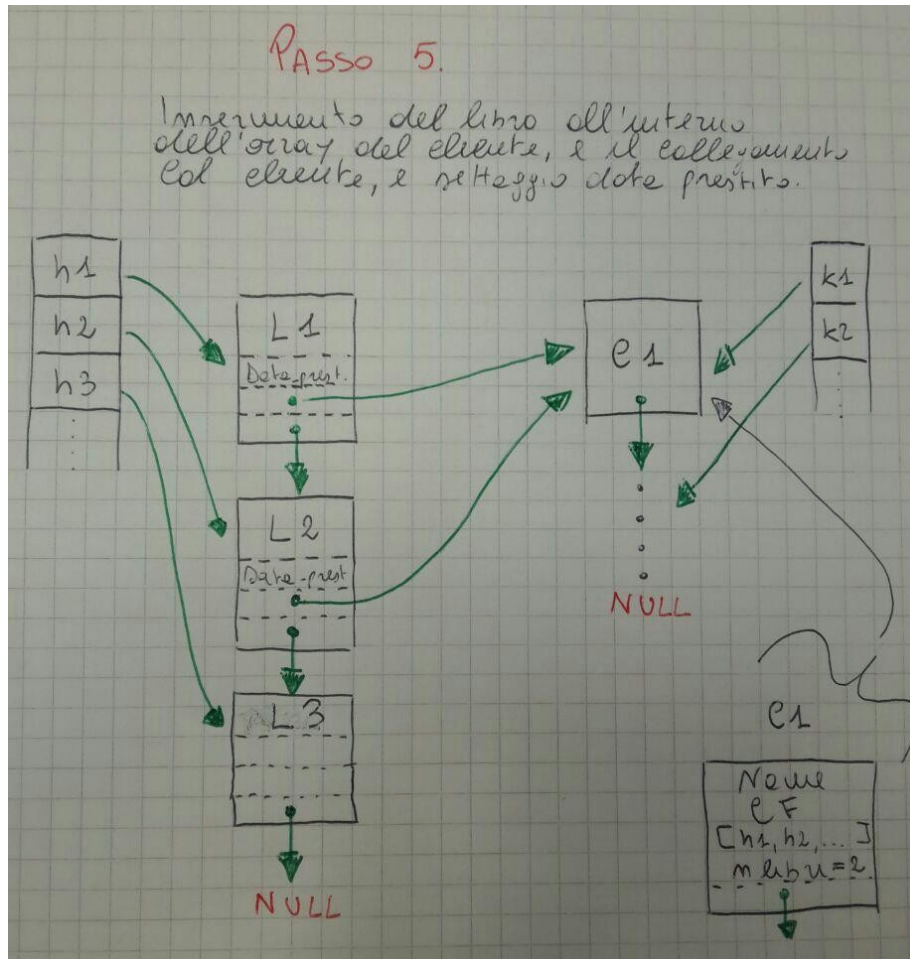 PASSO 5.
Inserimento del libro all'interno
dell'array del cliente, e il collegamento
col cliente, e settaggio data prestito.
h1
h2
h3
L1
Data-prest.
L2
Data-prest
L3
NULL
C1
NULL
k1
k2
C1
Nome
CF
[h1, h2, ... ]
n libri=2